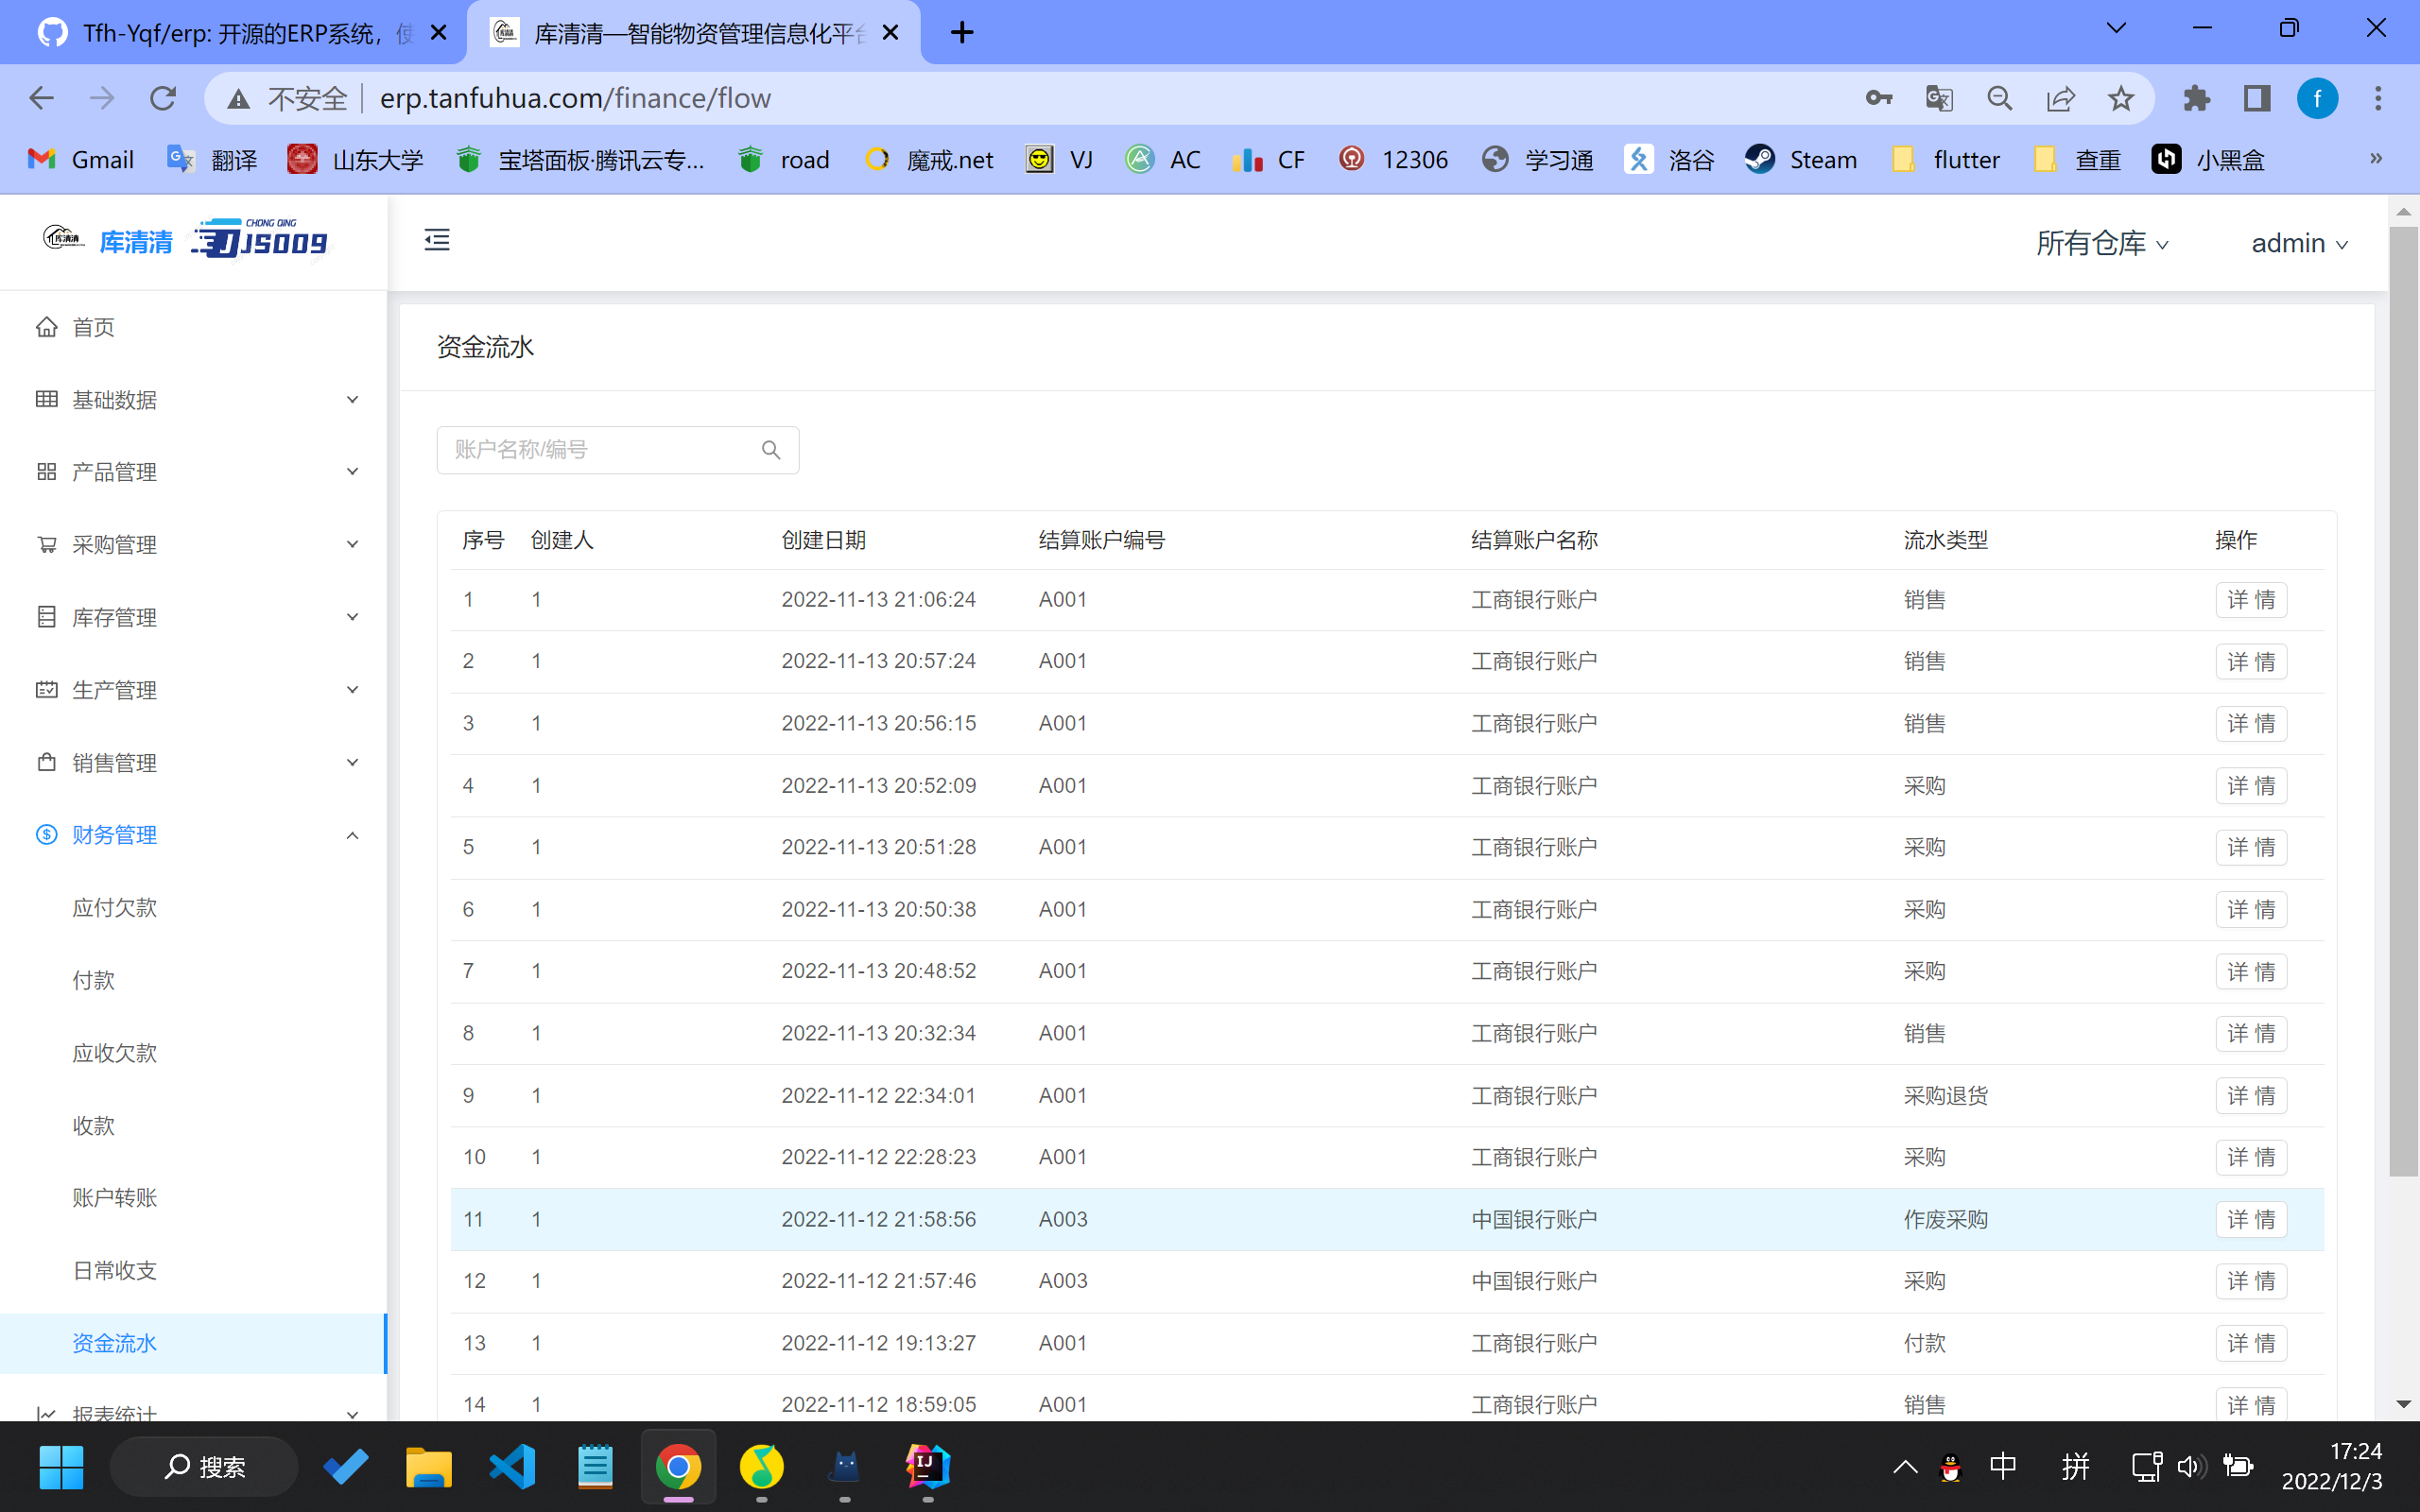 Tfh-Yqf/erp: 开源的ERP系统，使
库清清—智能物资管理信息化平台
不安全 erp.tanfuhua.com/finance/flow
f
Gmail 翻译 山东大学 宝塔面板·腾讯云专... road 魔戒.net VJ AC CF 12306 学习通 洛谷 Steam flutter 查重 小黑盒 »
库清清 库清清 CHONG QING JJS009
所有仓库 admin
首页
基础数据
产品管理
采购管理
库存管理
生产管理
销售管理
财务管理
应付欠款
付款
应收欠款
收款
账户转账
日常收支
资金流水
报表统计
资金流水
账户名称/编号
序号 创建人 创建日期 结算账户编号 结算账户名称 流水类型 操作
1 1 2022-11-13 21:06:24 A001 工商银行账户 销售 详 情
2 1 2022-11-13 20:57:24 A001 工商银行账户 销售 详 情
3 1 2022-11-13 20:56:15 A001 工商银行账户 销售 详 情
4 1 2022-11-13 20:52:09 A001 工商银行账户 采购 详 情
5 1 2022-11-13 20:51:28 A001 工商银行账户 采购 详 情
6 1 2022-11-13 20:50:38 A001 工商银行账户 采购 详 情
7 1 2022-11-13 20:48:52 A001 工商银行账户 采购 详 情
8 1 2022-11-13 20:32:34 A001 工商银行账户 销售 详 情
9 1 2022-11-12 22:34:01 A001 工商银行账户 采购退货 详 情
10 1 2022-11-12 22:28:23 A001 工商银行账户 采购 详 情
11 1 2022-11-12 21:58:56 A003 中国银行账户 作废采购 详 情
12 1 2022-11-12 21:57:46 A003 中国银行账户 采购 详 情
13 1 2022-11-12 19:13:27 A001 工商银行账户 付款 详 情
14 1 2022-11-12 18:59:05 A001 工商银行账户 销售 详 情
搜索
IJ
中 拼
17:24
2022/12/3